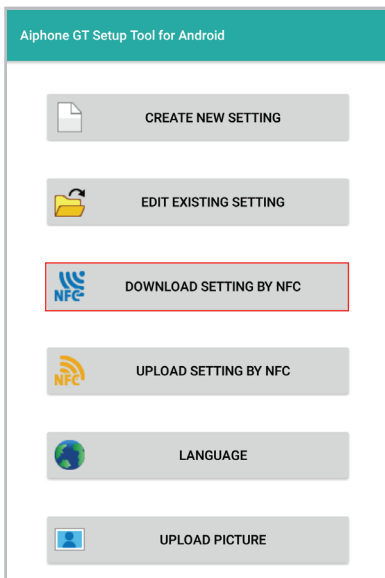 Aiphone GT Setup Tool for Android
CREATE NEW SETTING
EDIT EXISTING SETTING
NFC DOWNLOAD SETTING BY NFC
NFC UPLOAD SETTING BY NFC
LANGUAGE
UPLOAD PICTURE